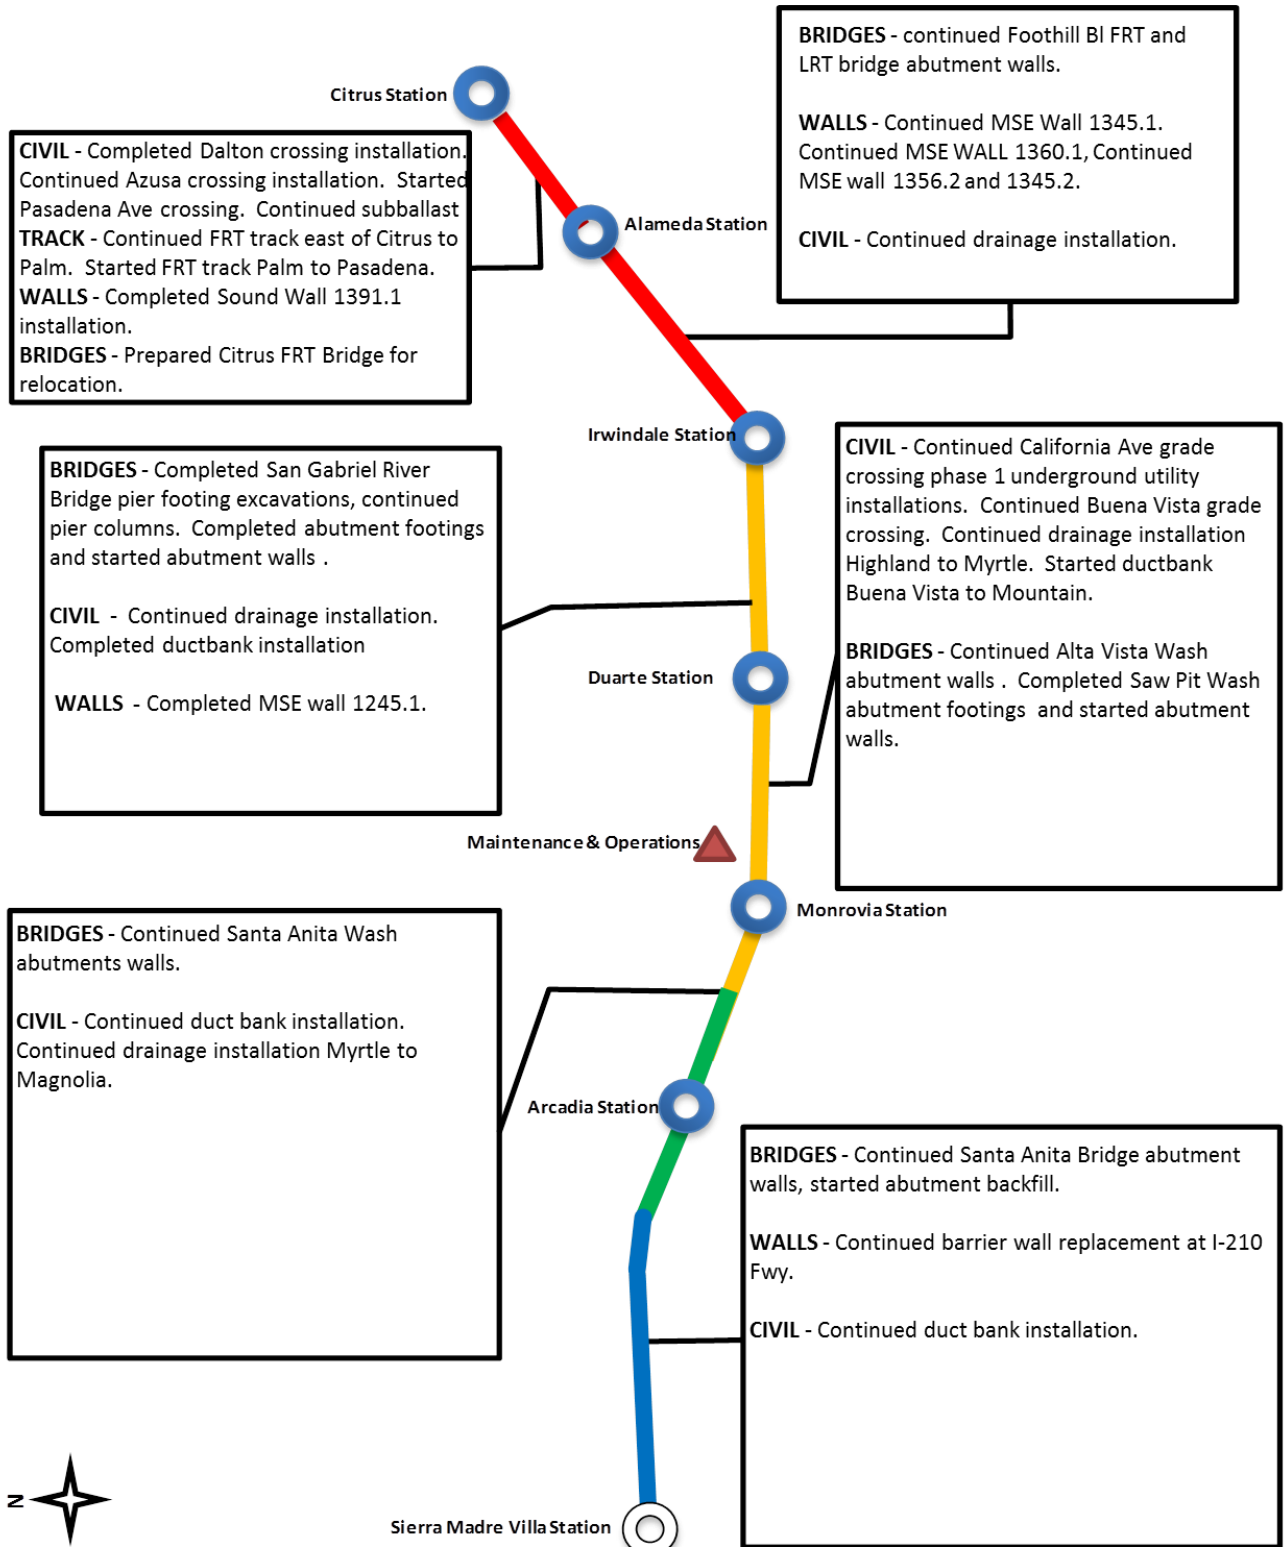 BRIDGES - continued Foothill Bl FRT and
LRT bridge abutment walls.
WALLS - Continued MSE Wall 1345.1.
Continued MSE WALL 1360.1, Continued
MSE wall 1356.2 and 1345.2.
CIVIL - Continued drainage installation.
Citrus Station
CIVIL - Completed Dalton crossing installation.
Continued Azusa crossing installation.  Started
Pasadena Ave crossing.  Continued subballast
TRACK - Continued FRT track east of Citrus to
Palm.  Started FRT track Palm to Pasadena.
WALLS - Completed Sound Wall 1391.1
installation.
BRIDGES - Prepared Citrus FRT Bridge for
relocation.
Alameda Station
Irwindale Station
CIVIL - Continued California Ave grade
crossing phase 1 underground utility
installations.  Continued Buena Vista grade
crossing.  Continued drainage installation
Highland to Myrtle.  Started ductbank
Buena Vista to Mountain.
BRIDGES - Continued Alta Vista Wash
abutment walls .  Completed Saw Pit Wash
abutment footings  and started abutment
walls.
BRIDGES - Completed San Gabriel River
Bridge pier footing excavations, continued
pier columns.  Completed abutment footings
and started abutment walls .
CIVIL  -  Continued drainage installation.
Completed ductbank installation
WALLS  - Completed MSE wall 1245.1.
Duarte Station
Maintenance & Operations
Monrovia Station
BRIDGES - Continued Santa Anita Wash
abutments walls.
CIVIL - Continued duct bank installation.
Continued drainage installation Myrtle to
Magnolia.
Arcadia Station
BRIDGES - Continued Santa Anita Bridge abutment
walls, started abutment backfill.
WALLS - Continued barrier wall replacement at I-210
Fwy.
CIVIL - Continued duct bank installation.
N
Sierra Madre Villa Station